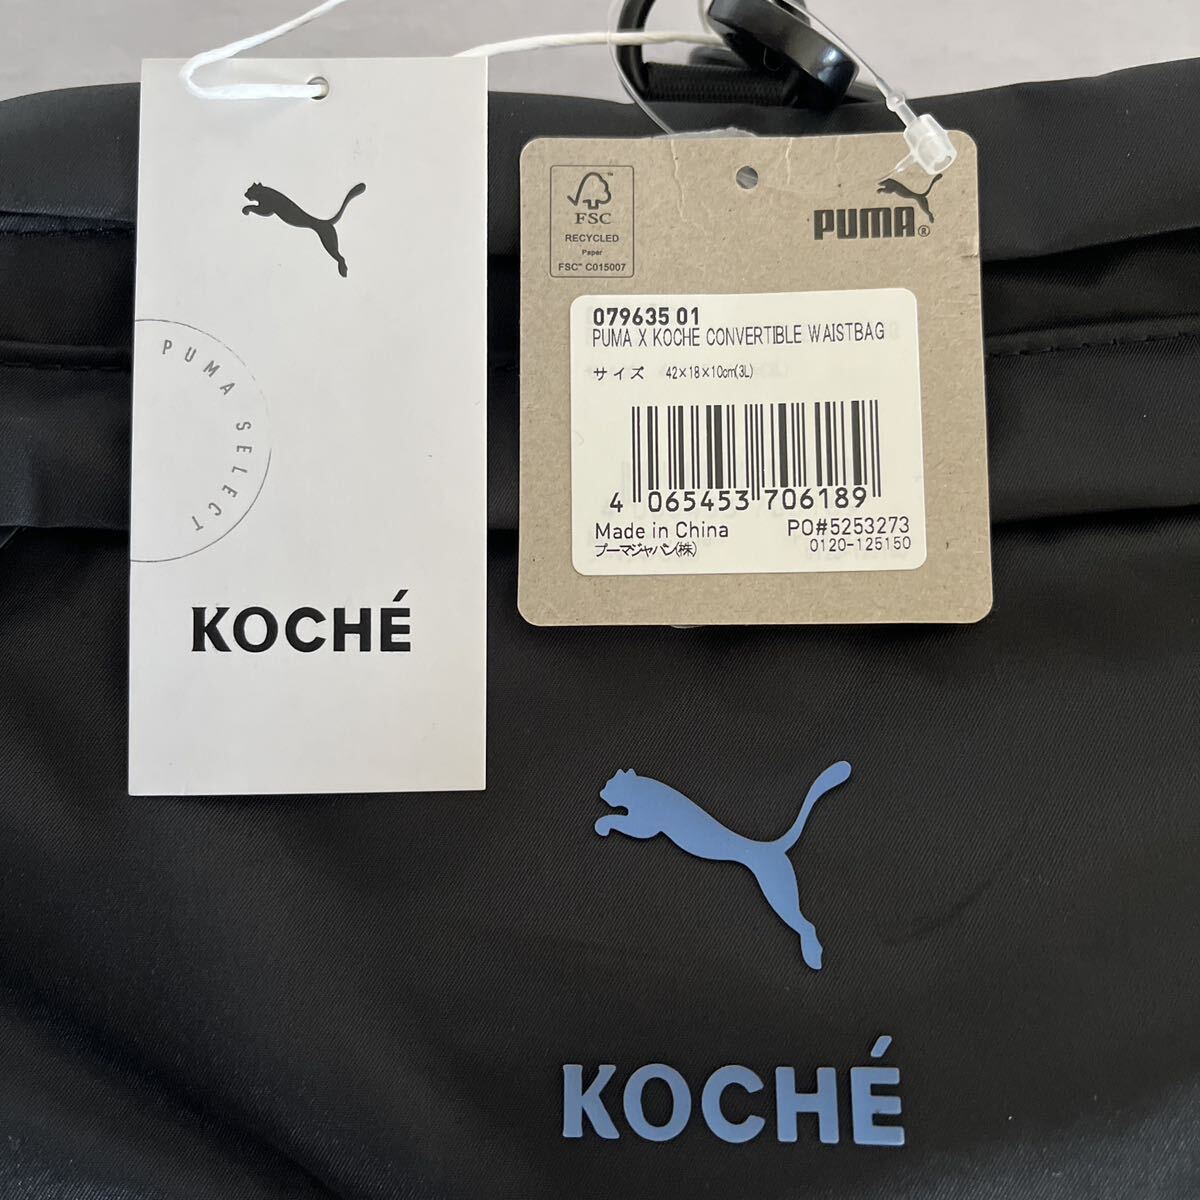 PUMA SELECT
KOCHÉ
FSC
RECYCLED
Paper
FSC™ C015007
PUMA®
079635 01
PUMA X KOCHE CONVERTIBLE WAISTBAG
サイズ 42×18×10cm(3L)
4 065453 706189
Made in China PO#5253273
プーマジャパン(株) 0120-125150
KOCHÉ